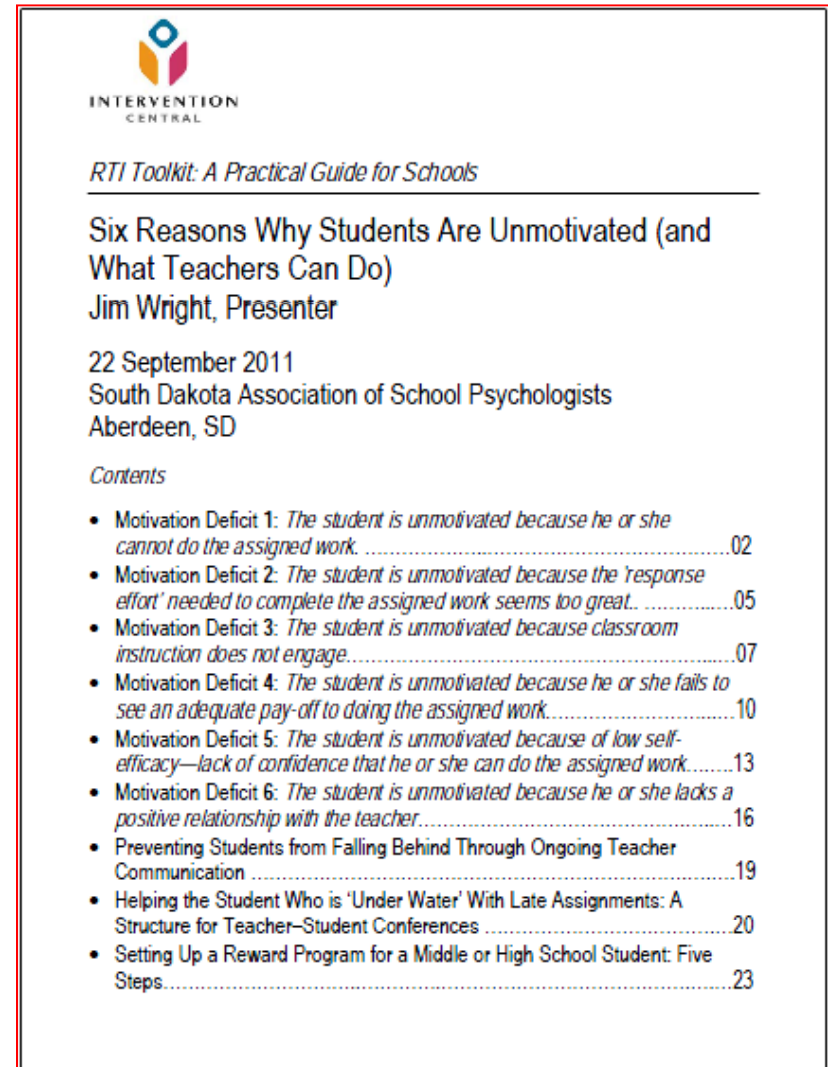 INTERVENTION
CENTRAL
RTI Toolkit: A Practical Guide for Schools
Six Reasons Why Students Are Unmotivated (and
What Teachers Can Do)
Jim Wright, Presenter
22 September 2011
South Dakota Association of School Psychologists
Aberdeen, SD
Contents
• Motivation Deficit 1: The student is unmotivated because he or she
cannot do the assigned work. ………………………………………………02
• Motivation Deficit 2: The student is unmotivated because the 'response
effort' needed to complete the assigned work seems too great.. ………...…05
• Motivation Deficit 3: The student is unmotivated because classroom
instruction does not engage………………………………………………...…07
• Motivation Deficit 4: The student is unmotivated because he or she fails to
see an adequate pay-off to doing the assigned work………………………...…10
• Motivation Deficit 5: The student is unmotivated because of low self-
efficacy—lack of confidence that he or she can do the assigned work……..13
• Motivation Deficit 6: The student is unmotivated because he or she lacks a
positive relationship with the teacher………………………………………...…16
• Preventing Students from Falling Behind Through Ongoing Teacher
Communication …………………………………………………………………..19
• Helping the Student Who is ‘Under Water’ With Late Assignments: A
Structure for Teacher–Student Conferences …………………………………..20
• Setting Up a Reward Program for a Middle or High School Student: Five
Steps………………………………………………………………………………23